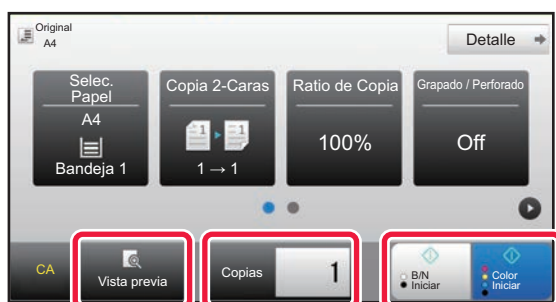 Original
A4
Detalle
Selec.
Papel
A4
Bandeja 1
Copia 2-Caras
1 1
1 → 1
Ratio de Copia
100%
Grapado / Perforado
Off
CA
Vista previa
Copias
1
B/N
Iniciar
Color
Iniciar